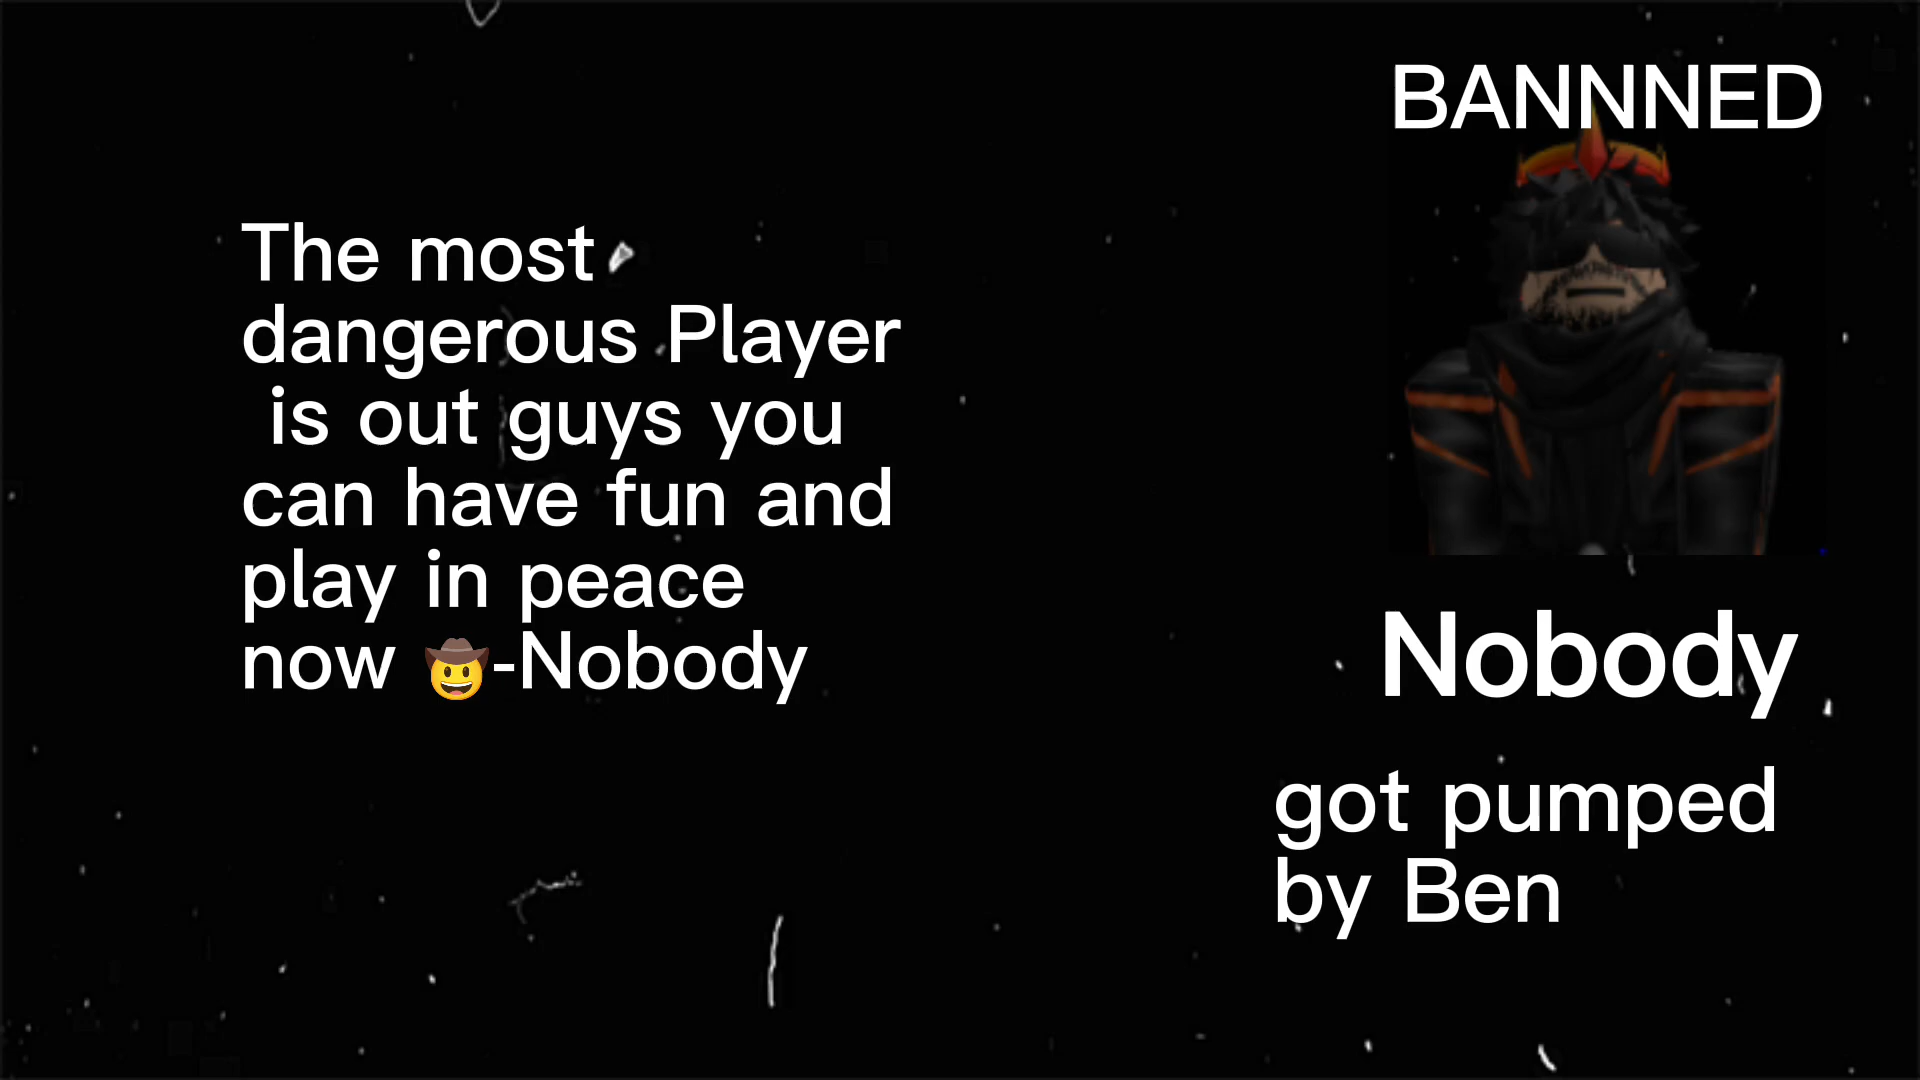 The most
dangerous Player
is out guys you
can have fun and
play in peace
now 🤠-Nobody
BANNNED
Nobody
got pumped
by Ben